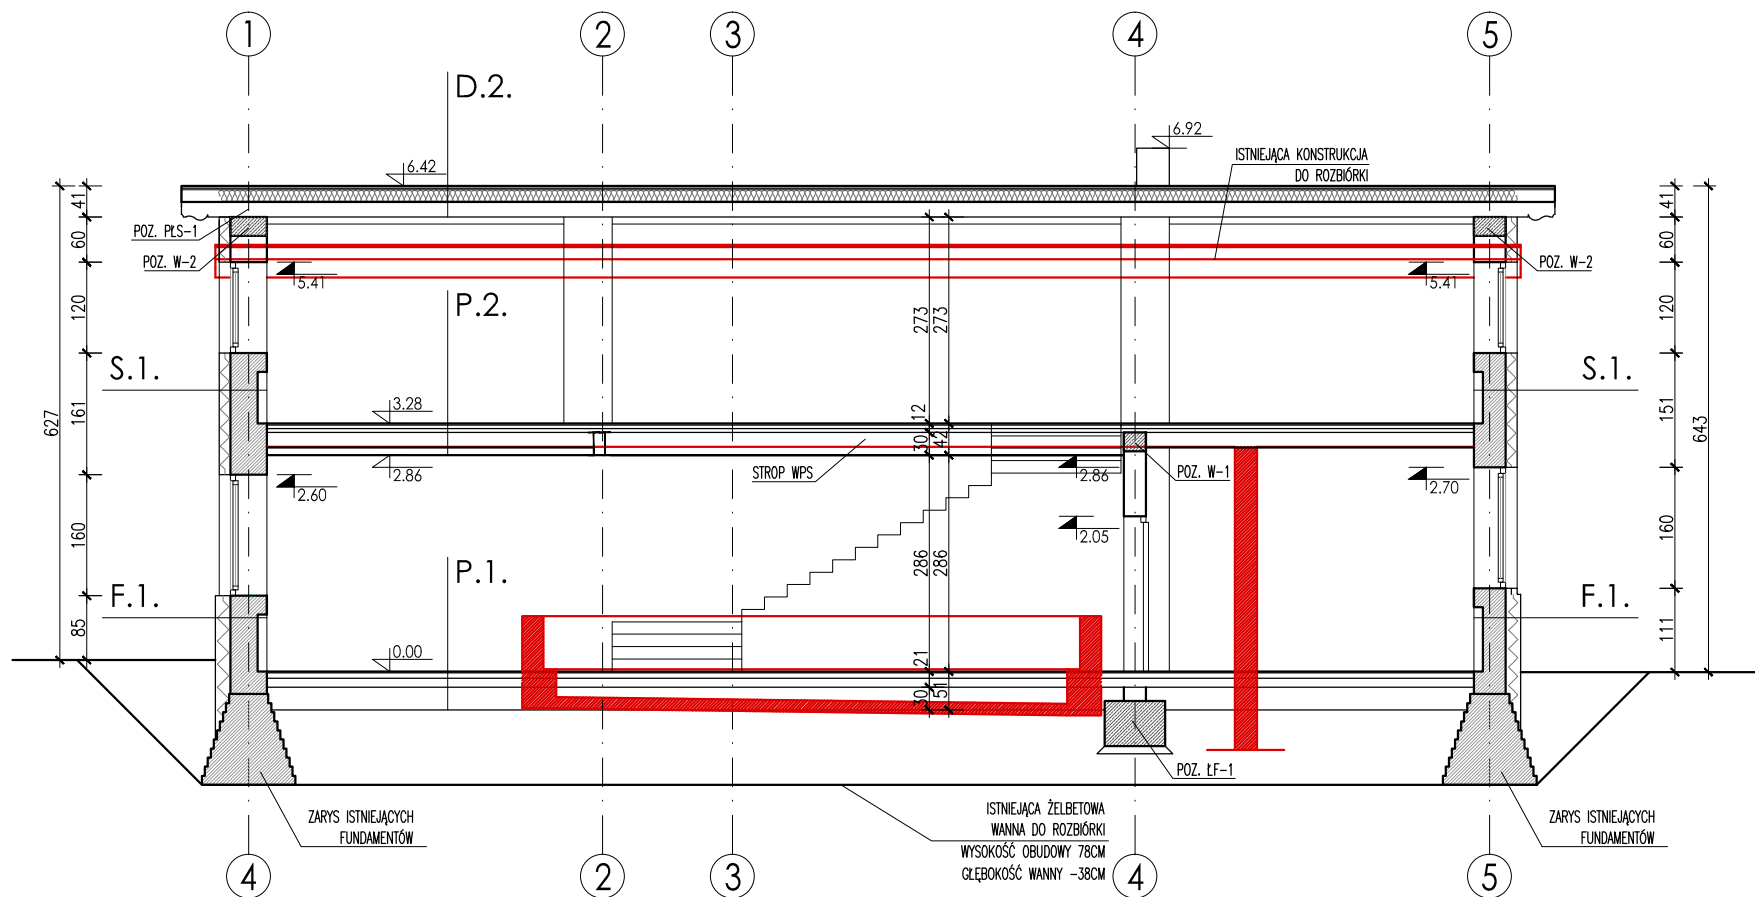 1
2
3
4
5
D.2.
6.92
ISTNIEJĄCA KONSTRUKCJA
DO ROZBIÓRKI
6.42
41
41
POZ. PŁS-1
60
60
POZ. W-2
POZ. W-2
5.41
5.41
P.2.
120
273
273
120
S.1.
S.1.
3.28
12
161
151
627
643
30
42
STROP WPS
2.86
2.86
POZ. W-1
2.60
2.70
2.05
160
160
286
286
P.1.
F.1.
F.1.
85
111
0.00
21
30
51
POZ. ŁF-1
ISTNIEJĄCA ŻELBETOWA
WANNA DO ROZBIÓRKI
WYSOKOŚĆ OBUDOWY 78CM
GŁĘBOKOŚĆ WANNY -38CM
ZARYS ISTNIEJĄCYCH
FUNDAMENTÓW
ZARYS ISTNIEJĄCYCH
FUNDAMENTÓW
4
2
3
4
5